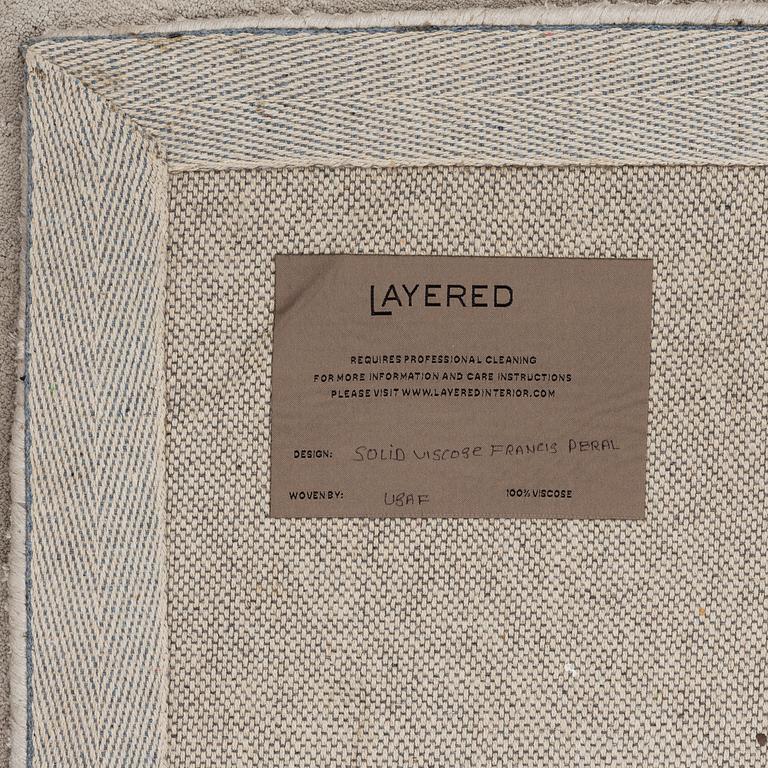 LAYERED
REQUIRES PROFESSIONAL CLEANING
FOR MORE INFORMATION AND CARE INSTRUCTIONS
PLEASE VISIT WWW.LAYEREDINTERIOR.COM
DESIGN: SOLID VISCOSE FRANCIS PERAL
WOVEN BY: 100% VISCOSE